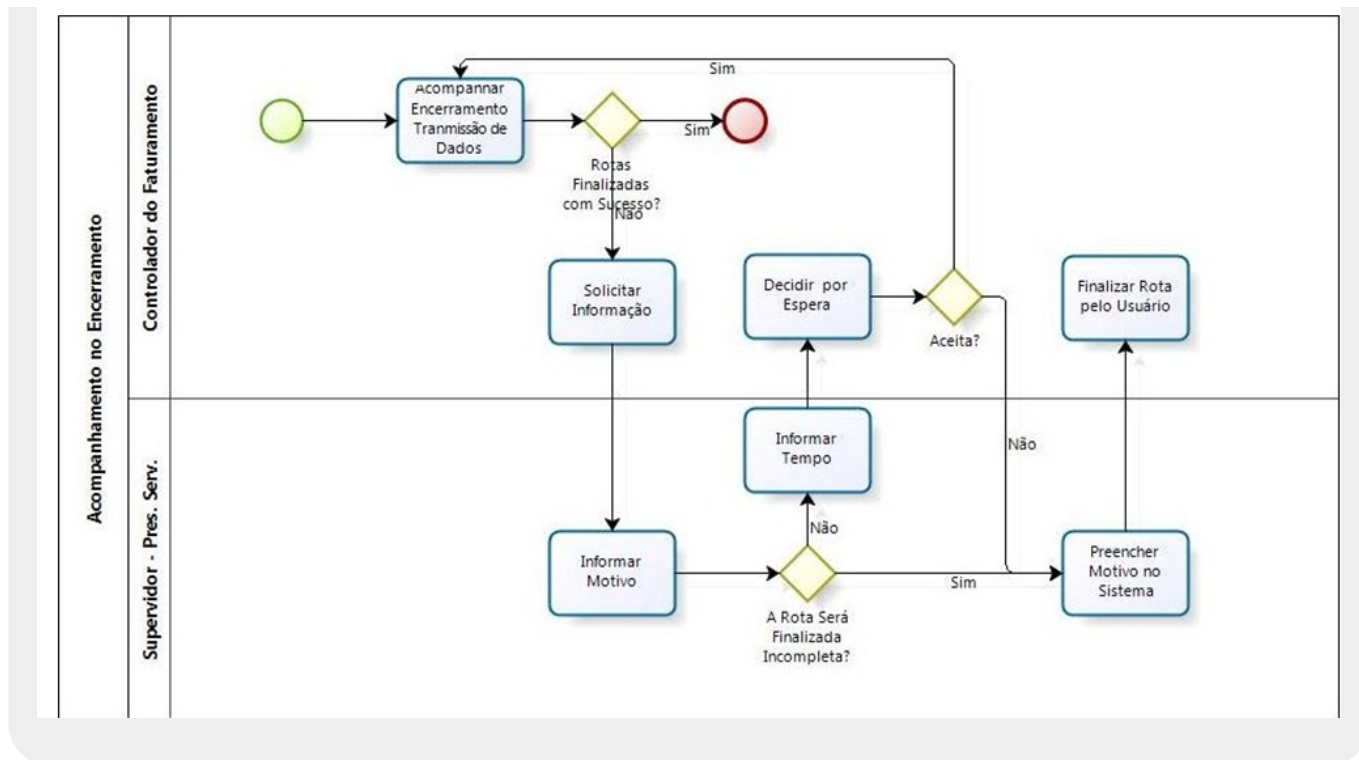 Acompanhamento no Encerramento
Controlador do Faturamento
Acompannar
Encerramento
Tranmissão de
Dados
Rotas
Finalizadas
com Sucesso?
Sim
Não
Sim
Solicitar
Informação
Decidir por
Espera
Aceita?
Não
Finalizar Rota
pelo Usuário
Supervidor - Pres. Serv.
Informar
Motivo
A Rota Será
Finalizada
Incompleta?
Não
Informar
Tempo
Sim
Preencher
Motivo no
Sistema